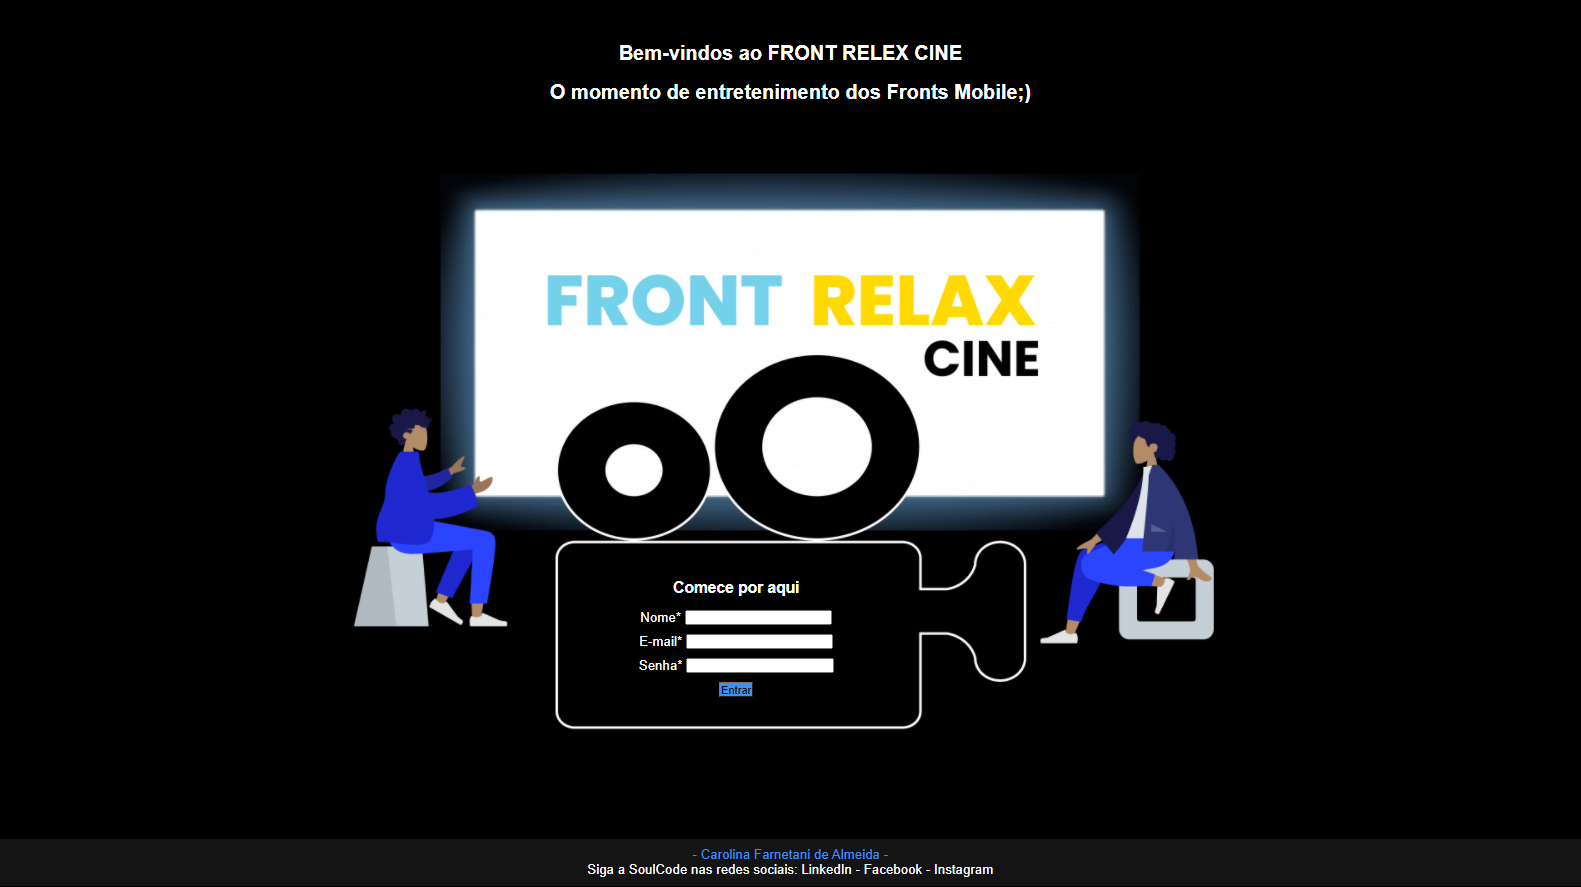 Bem-vindos ao FRONT RELEX CINE
O momento de entretenimento dos Fronts Mobile;)
FRONT RELAX
CINE
Comece por aqui
Nome*
E-mail*
Senha*
Entrar
- Carolina Farnetani de Almeida -
Siga a SoulCode nas redes sociais: LinkedIn - Facebook - Instagram